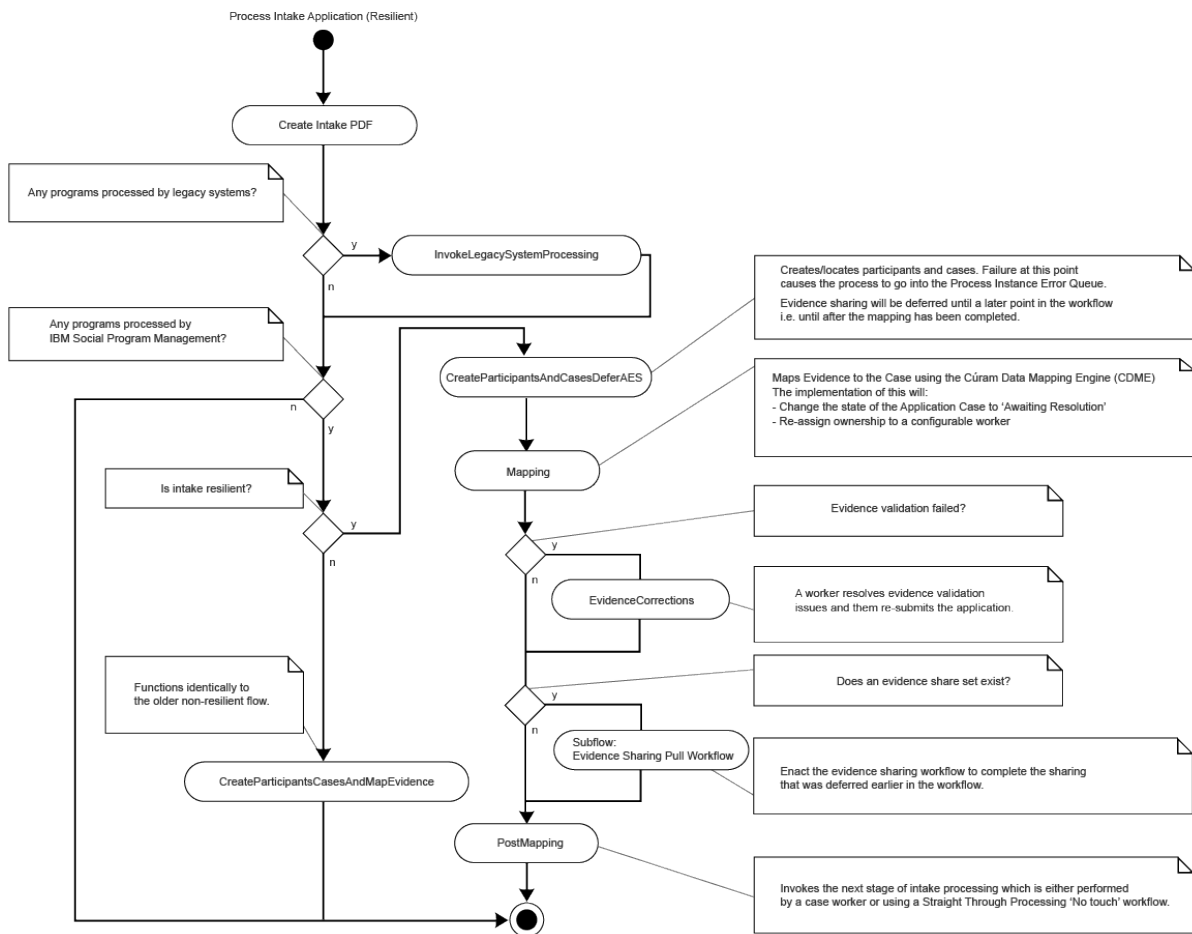 Process Intake Application (Resilient)
Create Intake PDF
Any programs processed by legacy systems?
y
InvokeLegacySystemProcessing
n
Creates/locates participants and cases. Failure at this point
causes the process to go into the Process Instance Error Queue.
Evidence sharing will be deferred until a later point in the workflow
i.e. until after the mapping has been completed.
Any programs processed by
IBM Social Program Management?
CreateParticipantsAndCasesDeferAES
n
y
Maps Evidence to the Case using the Cúram Data Mapping Engine (CDME)
The implementation of this will:
- Change the state of the Application Case to ‘Awaiting Resolution’
- Re-assign ownership to a configurable worker
Mapping
Is intake resilient?
y
n
Evidence validation failed?
y
n
EvidenceCorrections
A worker resolves evidence validation
issues and them re-submits the application.
Functions identically to
the older non-resilient flow.
Does an evidence share set exist?
y
n
Subflow:
Evidence Sharing Pull Workflow
CreateParticipantsCasesAndMapEvidence
Enact the evidence sharing workflow to complete the sharing
that was deferred earlier in the workflow.
PostMapping
Invokes the next stage of intake processing which is either performed
by a case worker or using a Straight Through Processing ‘No touch’ workflow.